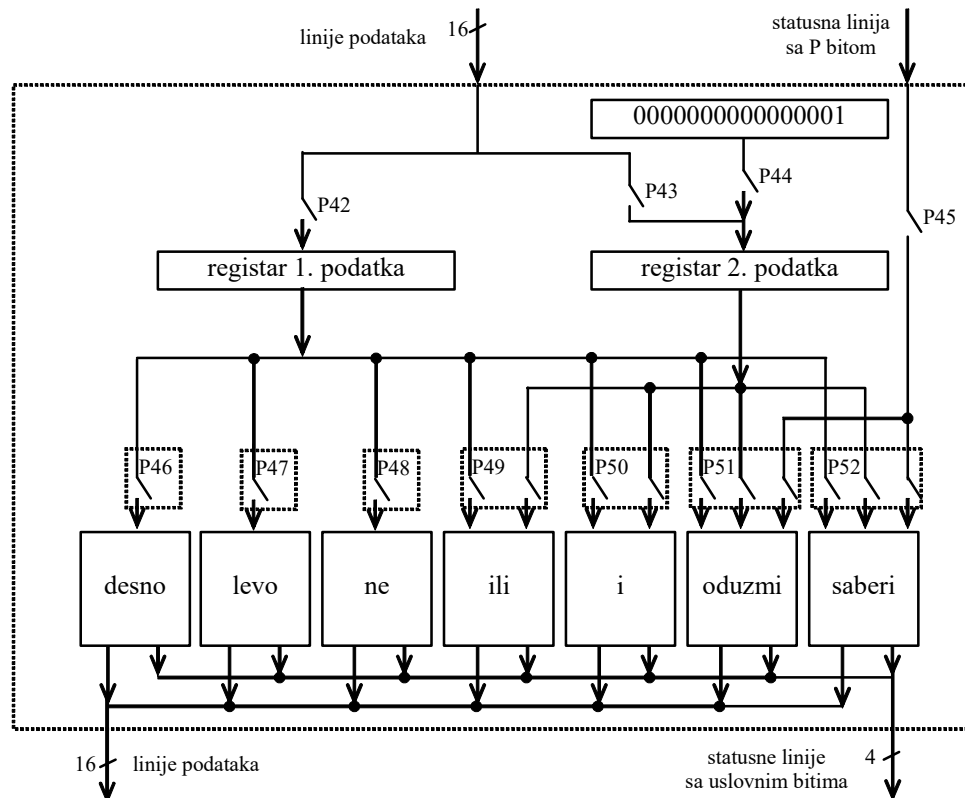 linije podataka
16
statusna linija
sa P bitom
0000000000000001
P42
P43
P44
P45
registar 1. podatka
registar 2. podatka
P46
P47
P48
P49
P50
P51
P52
desno
levo
ne
ili
i
oduzmi
saberi
16
linije podataka
statusne linije
sa uslovnim bitima
4